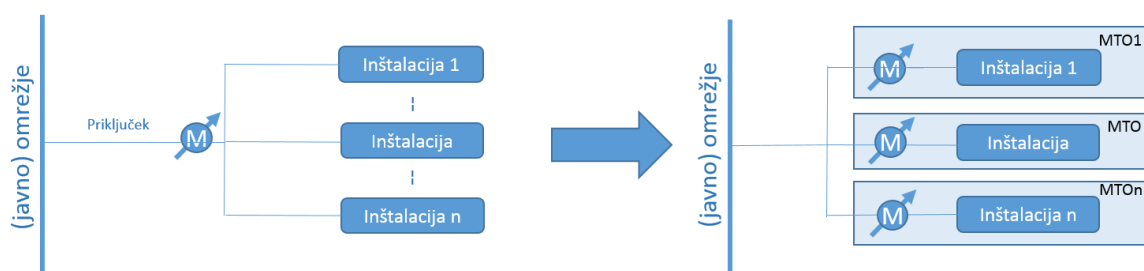 (javno) omrežje
Priključek
M
Inštalacija 1
Inštalacija
Inštalacija n
(javno) omrežje
MTO1
M
Inštalacija 1
MTO
M
Inštalacija
MTOn
M
Inštalacija n